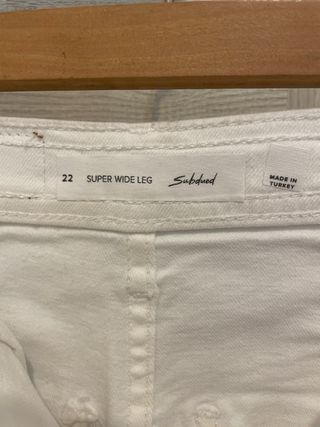 22 SUPER WIDE LEG Subdued
MADE IN
TURKEY